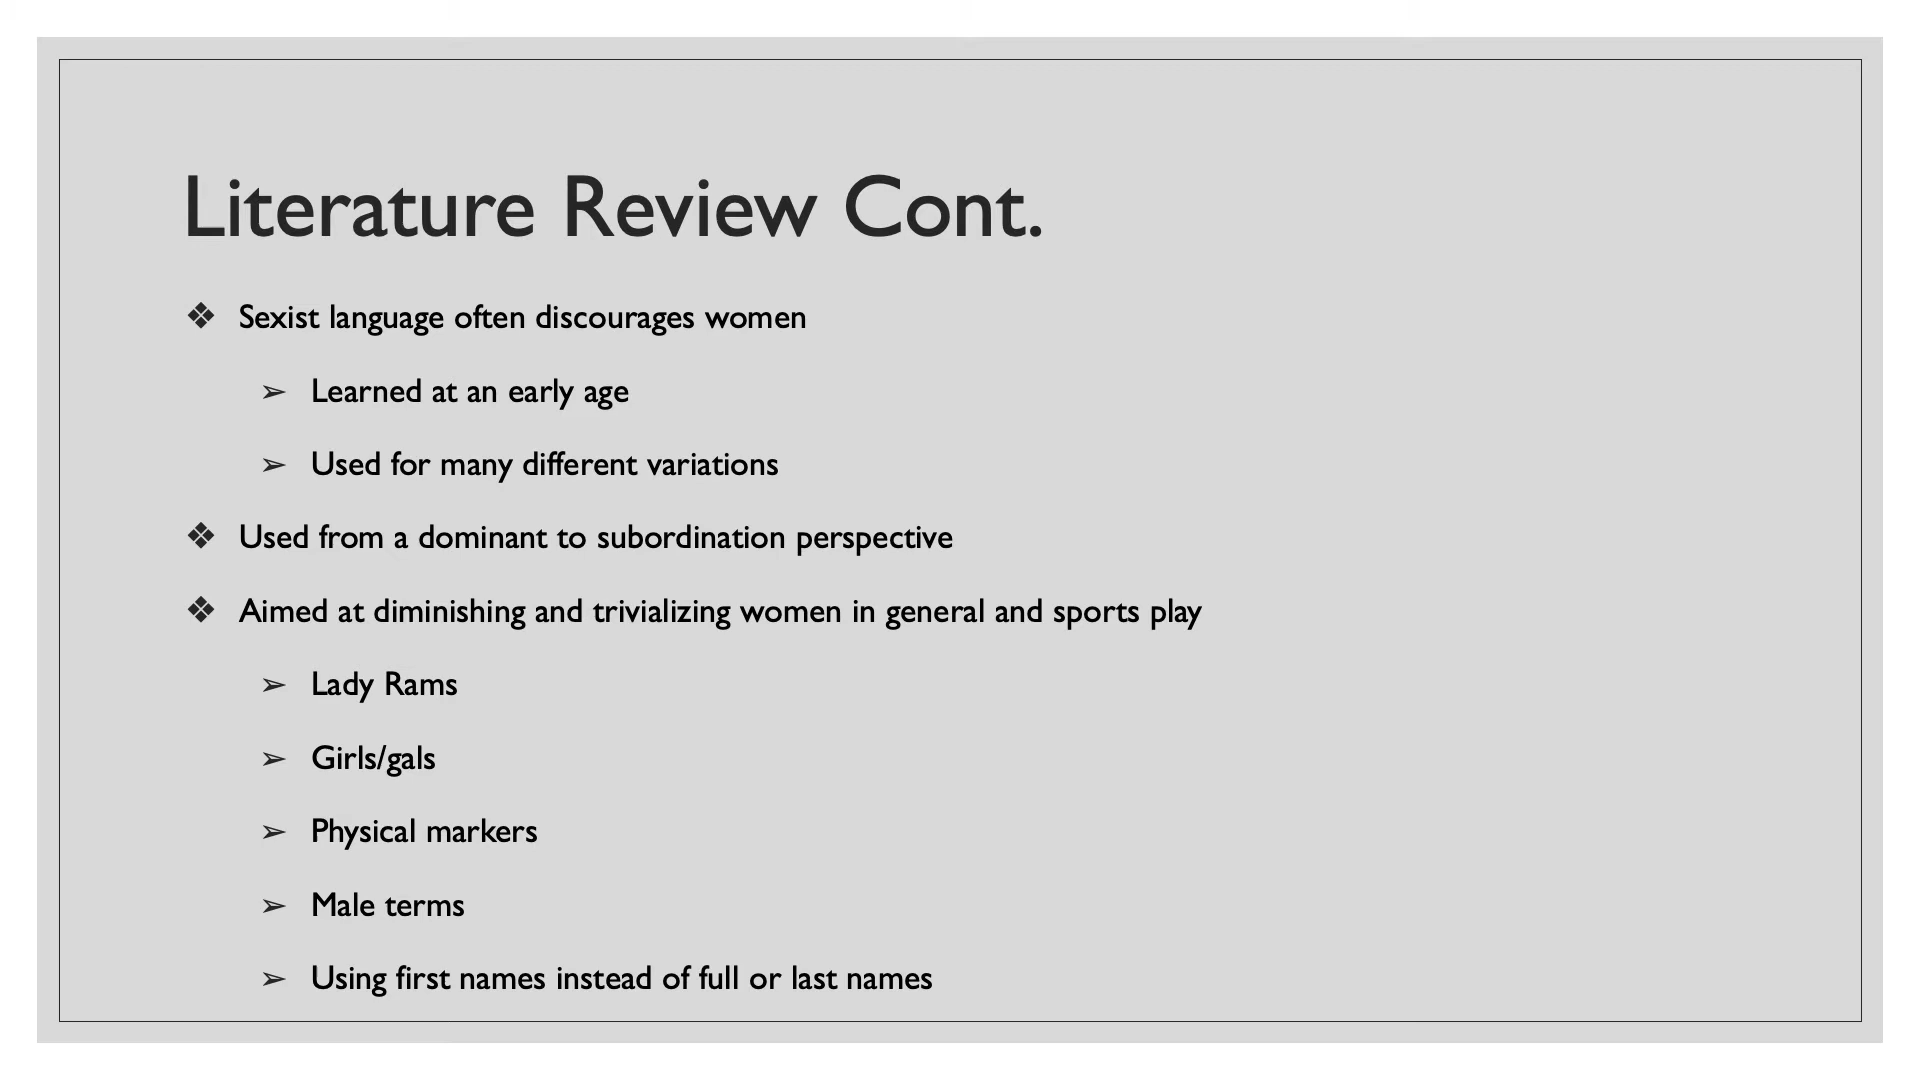 Literature Review Cont.
❖ Sexist language often discourages women
➢ Learned at an early age
➢ Used for many different variations
❖ Used from a dominant to subordination perspective
❖ Aimed at diminishing and trivializing women in general and sports play
➢ Lady Rams
➢ Girls/gals
➢ Physical markers
➢ Male terms
➢ Using first names instead of full or last names